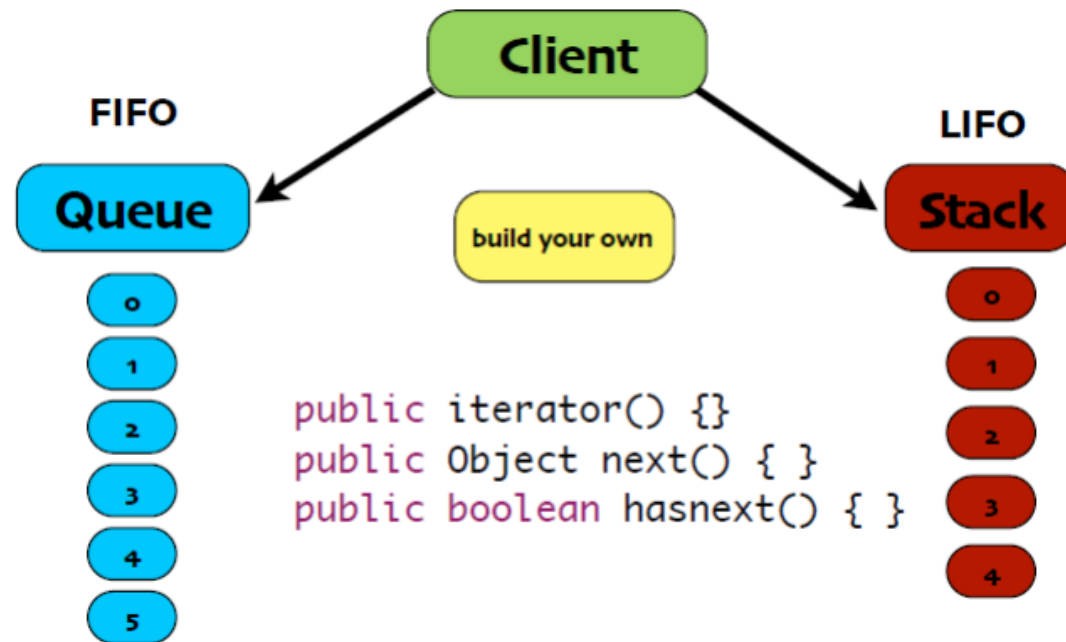 Client
FIFO
LIFO
Queue
Stack
build your own
0
1
2
3
4
5
public iterator() {}
public Object next() { }
public boolean hasnext() { }
0
1
2
3
4